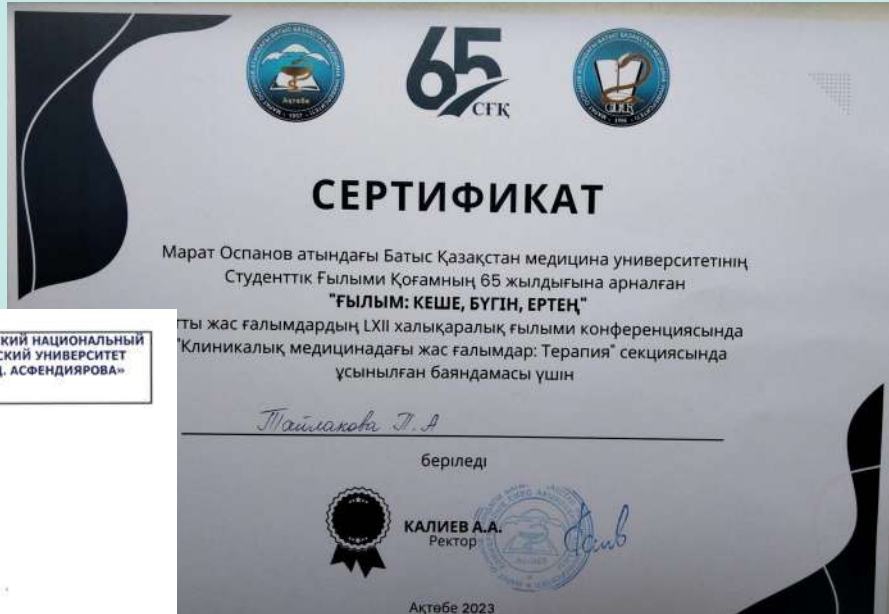 Ақтөбе
65
СҒҚ
СЕРТИФИКАТ
Марат Оспанов атындағы Батыс Қазақстан медицина университетінің
Студенттік Ғылыми Қоғамның 65 жылдығына арналған
"ҒЫЛЫМ: КЕШЕ, БҮГІН, ЕРТЕҢ"
тты жас ғалымдардың LXII халықаралық ғылыми конференциясында
"Клиникалық медицинадағы жас ғалымдар: Терапия" секциясында
ұсынылған баяндамасы үшін
Тайлакова П.А
беріледі
КАЛИЕВ А.А.
Ректор
Ақтөбе 2023
КИЙ НАЦИОНАЛЬНЫЙ
СКИЙ УНИВЕРСИТЕТ
Д. АСФЕНДИЯРОВА»